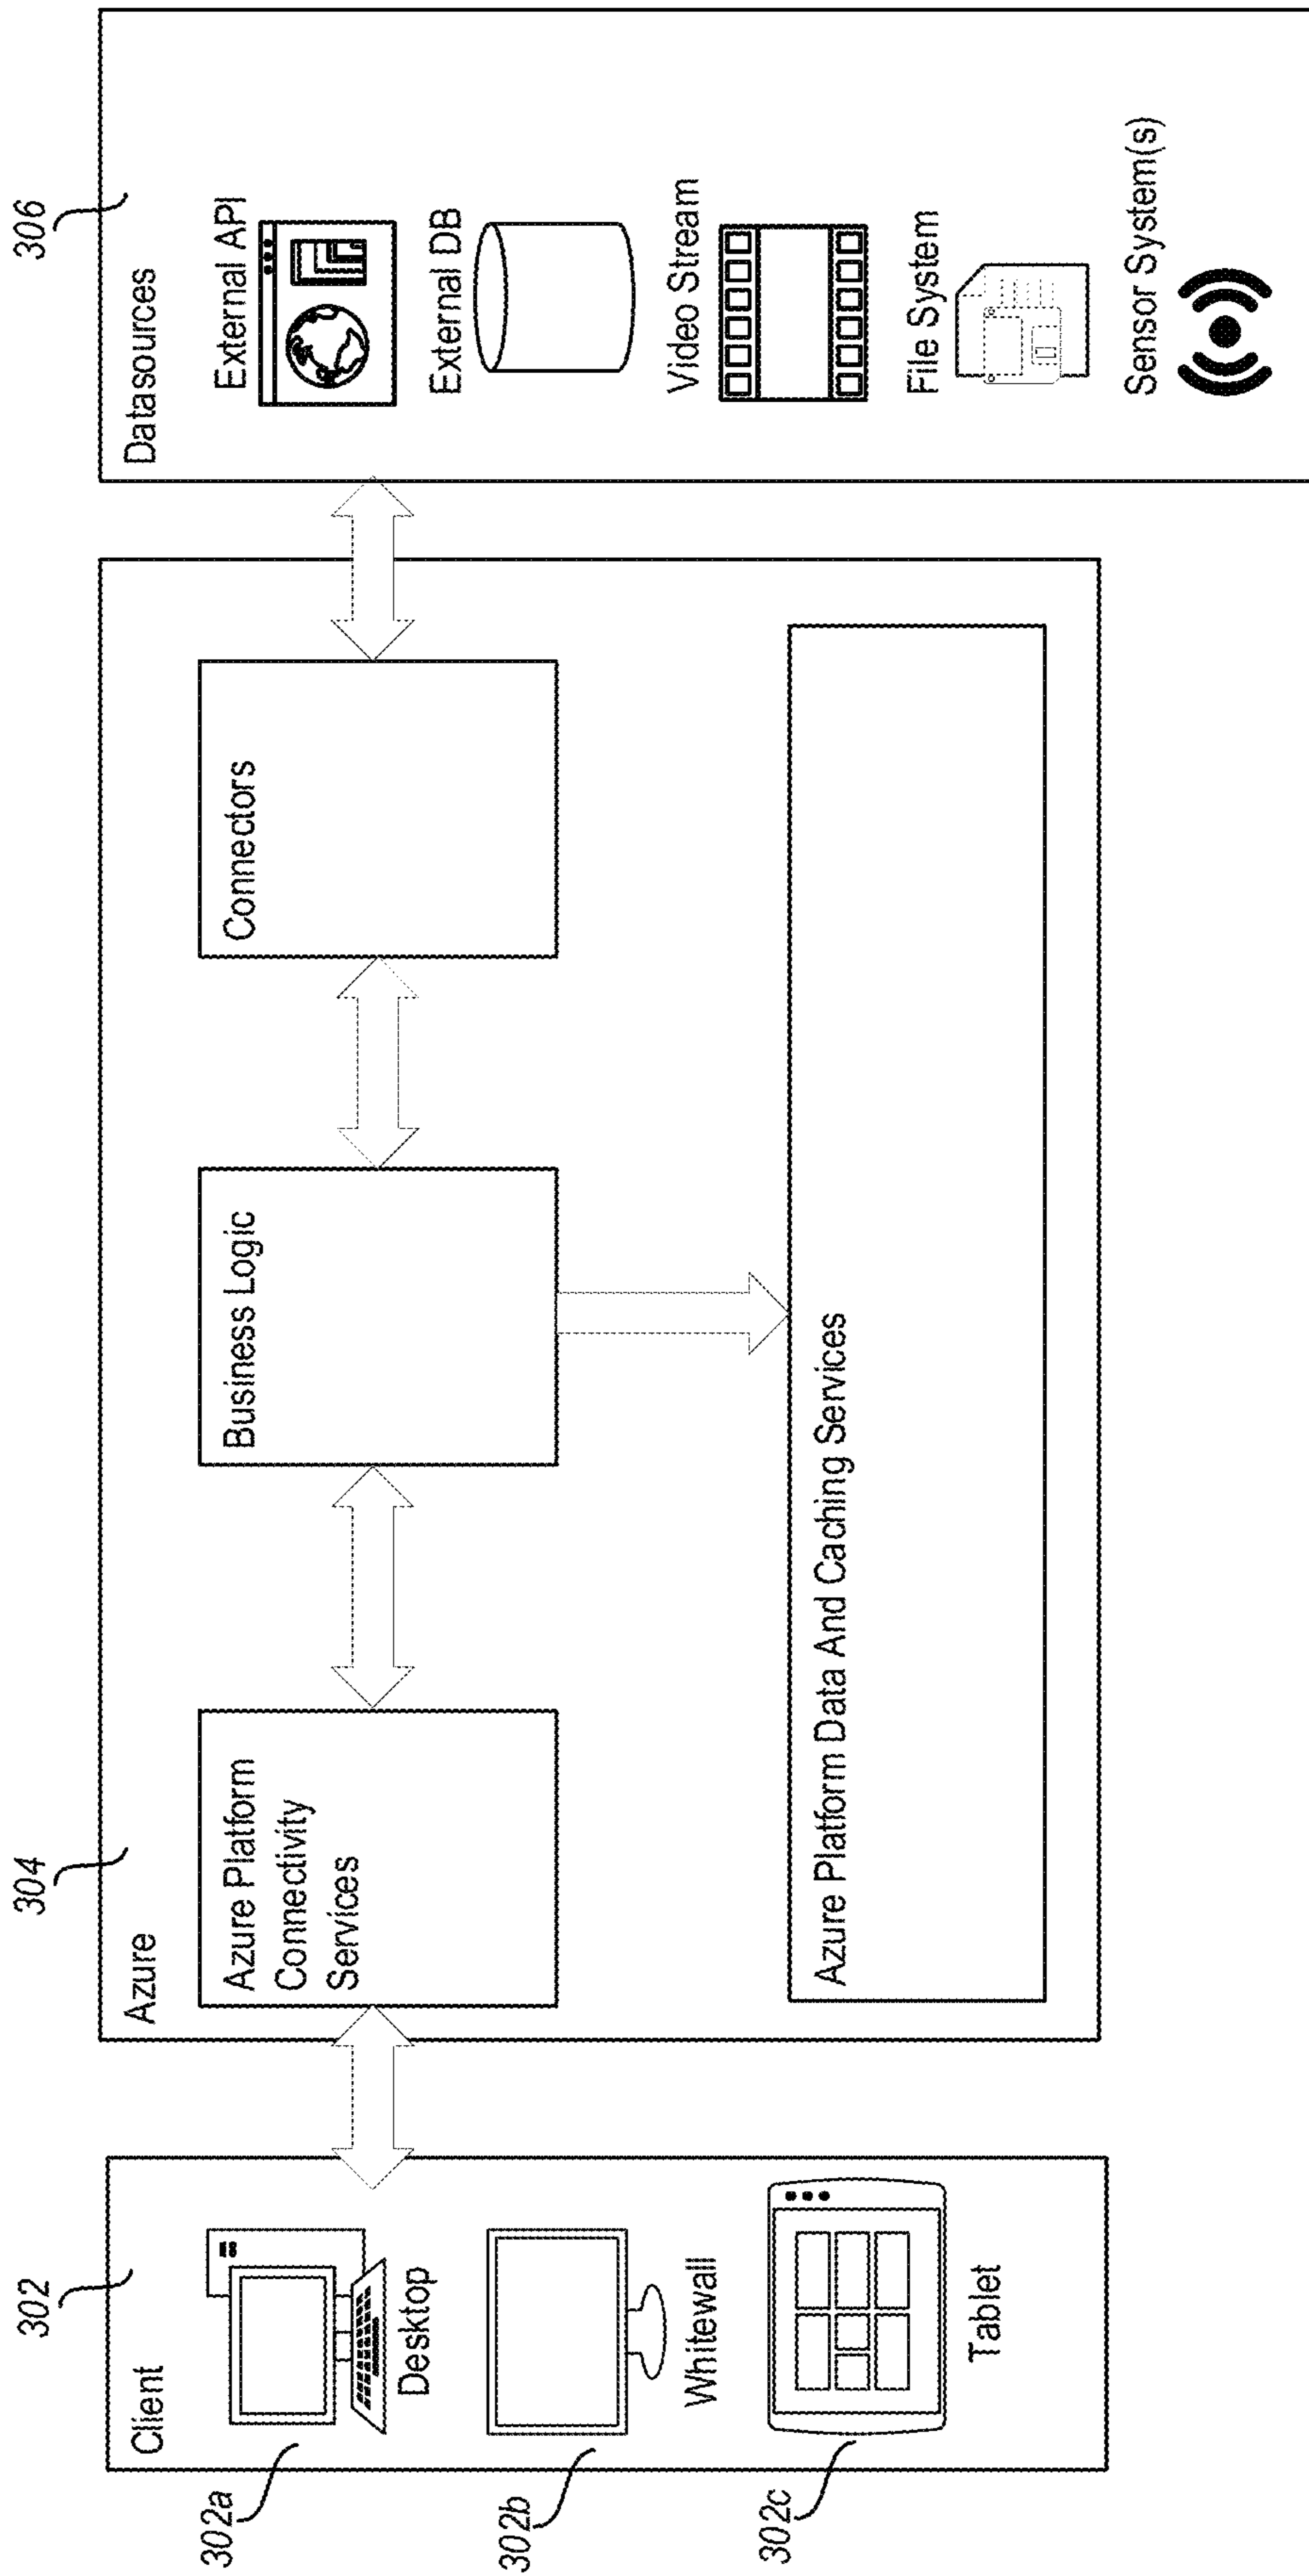 302
Client
302a
Desktop
302b
Whitewall
302c
Tablet
304
Azure
Azure Platform
Connectivity
Services
Business Logic
Connectors
Azure Platform Data And Caching Services
306
Datasources
External API
External DB
Video Stream
File System
Sensor System(s)